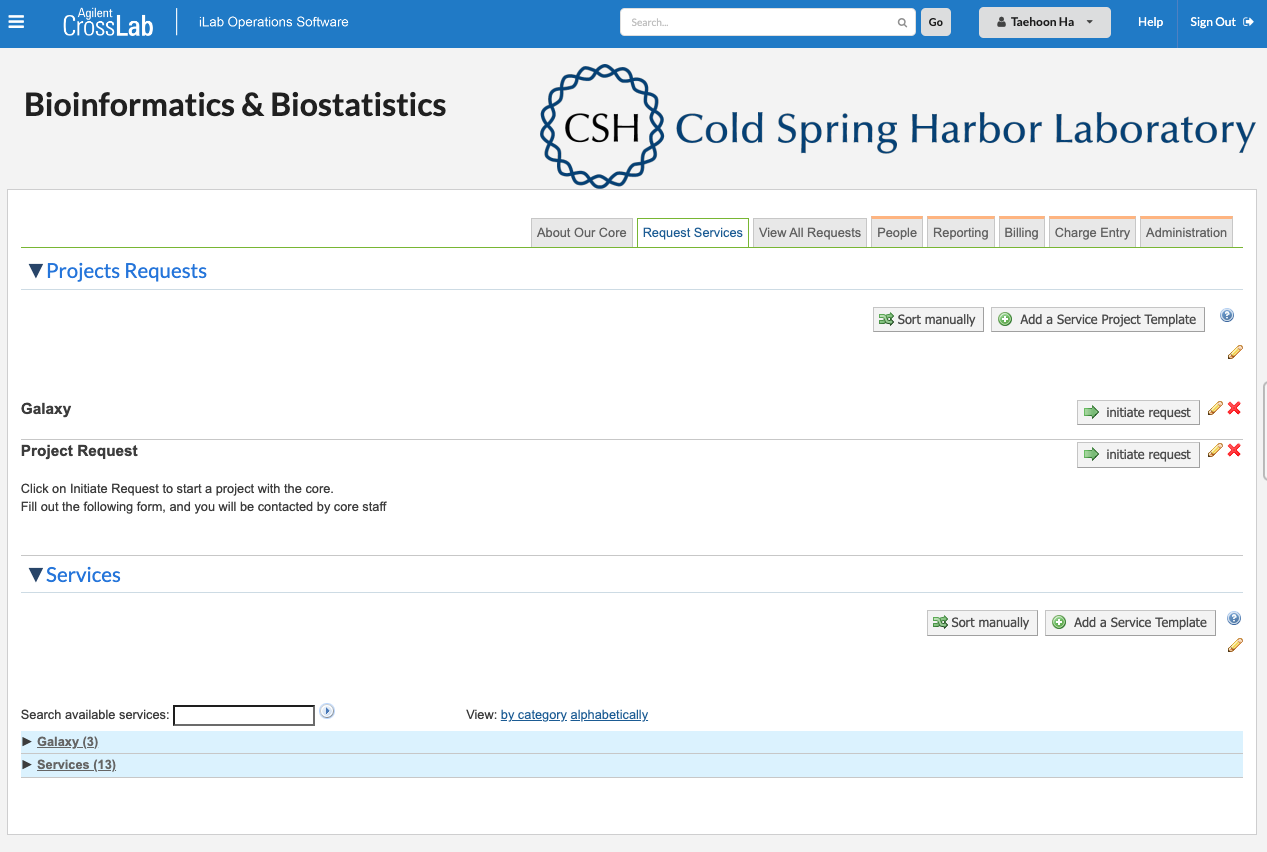 Agilent
CrossLab
iLab Operations Software
Search...
Go
Taehoon Ha
Help
Sign Out
Bioinformatics & Biostatistics
CSH Cold Spring Harbor Laboratory
About Our Core Request Services View All Requests People Reporting Billing Charge Entry Administration
Projects Requests
Sort manually Add a Service Project Template
Galaxy
initiate request
Project Request
initiate request
Click on Initiate Request to start a project with the core.
Fill out the following form, and you will be contacted by core staff
Services
Sort manually Add a Service Template
Search available services:
View: by category alphabetically
Galaxy (3)
Services (13)